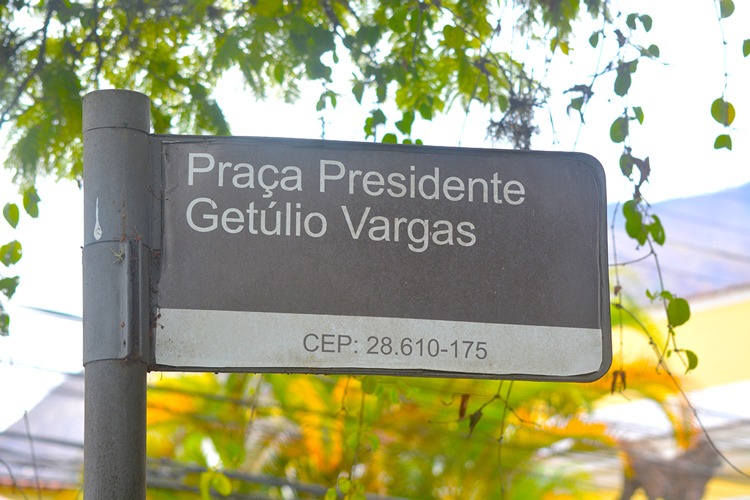 Praça Presidente
Getúlio Vargas
CEP: 28.610-175